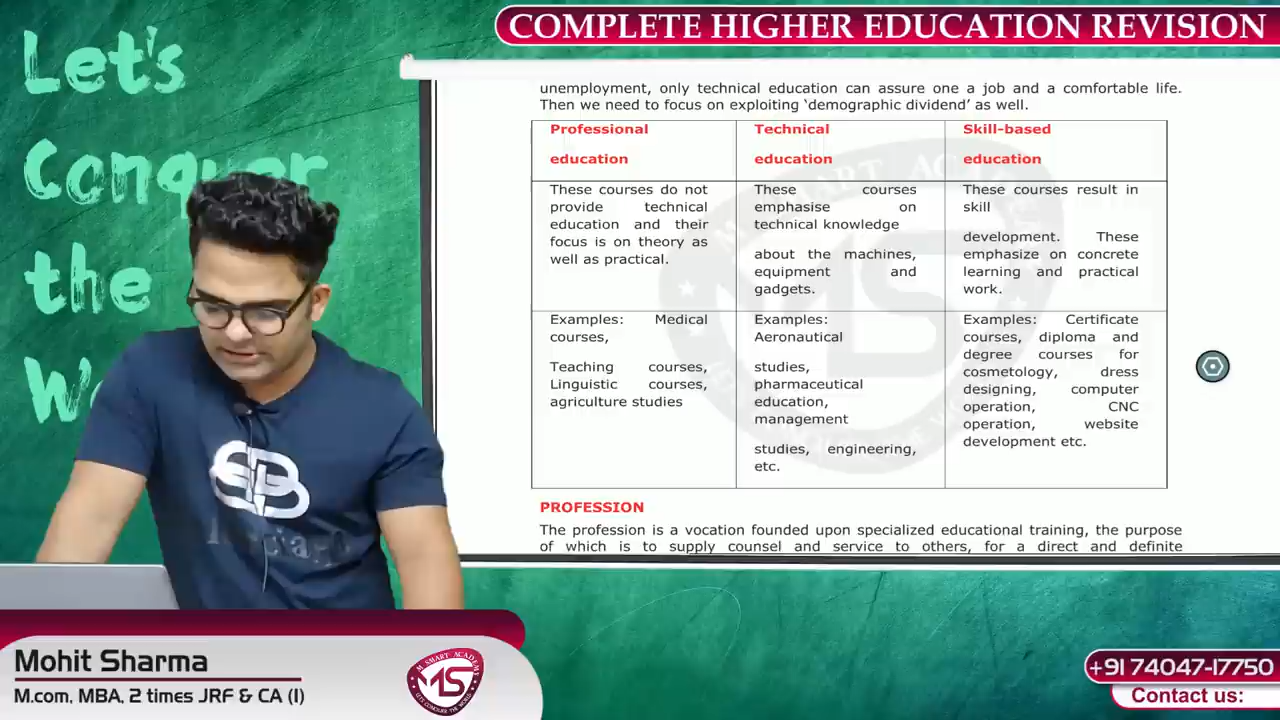 COMPLETE HIGHER EDUCATION REVISION
Let's
Conquer
the
unemployment, only technical education can assure one a job and a comfortable life.
Then we need to focus on exploiting ‘demographic dividend’ as well.
Professional
education
Technical
education
Skill-based
education
These courses do not
provide technical
education and their
focus is on theory as
well as practical.
These courses
emphasise on
technical knowledge
about the machines,
equipment and
gadgets.
These courses result in
skill
development. These
emphasize on concrete
learning and practical
work.
Examples: Medical
courses,
Teaching courses,
Linguistic courses,
agriculture studies
Examples:
Aeronautical
studies,
pharmaceutical
education,
management
studies, engineering,
etc.
Examples: Certificate
courses, diploma and
degree courses for
cosmetology, dress
designing, computer
operation, CNC
operation, website
development etc.
PROFESSION
The profession is a vocation founded upon specialized educational training, the purpose
of which is to supply counsel and service to others, for a direct and definite
Mohit Sharma
M.com, MBA, 2 times JRF & CA (I)
M SMART ACADEMY
MS
LETS CONQUER THE WORLD
+91 74047-17750
Contact us: